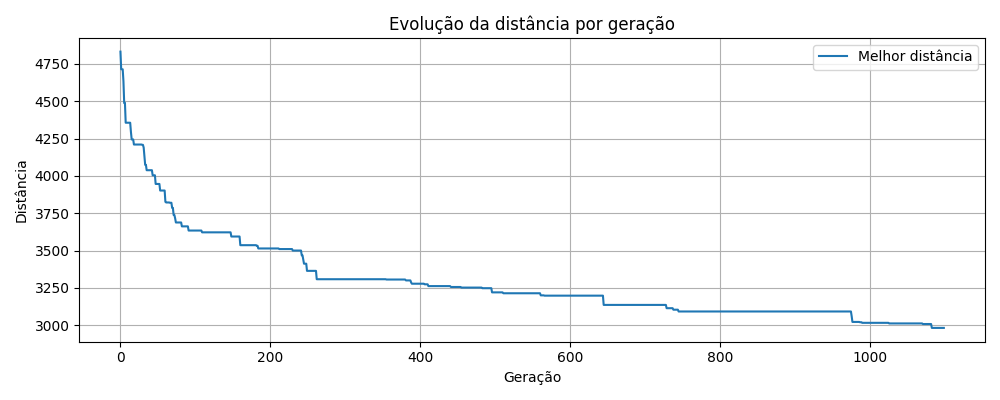 Evolução da distância por geração
Melhor distância
Distância
4750
4500
4250
4000
3750
3500
3250
3000
0 200 400 600 800 1000
Geração